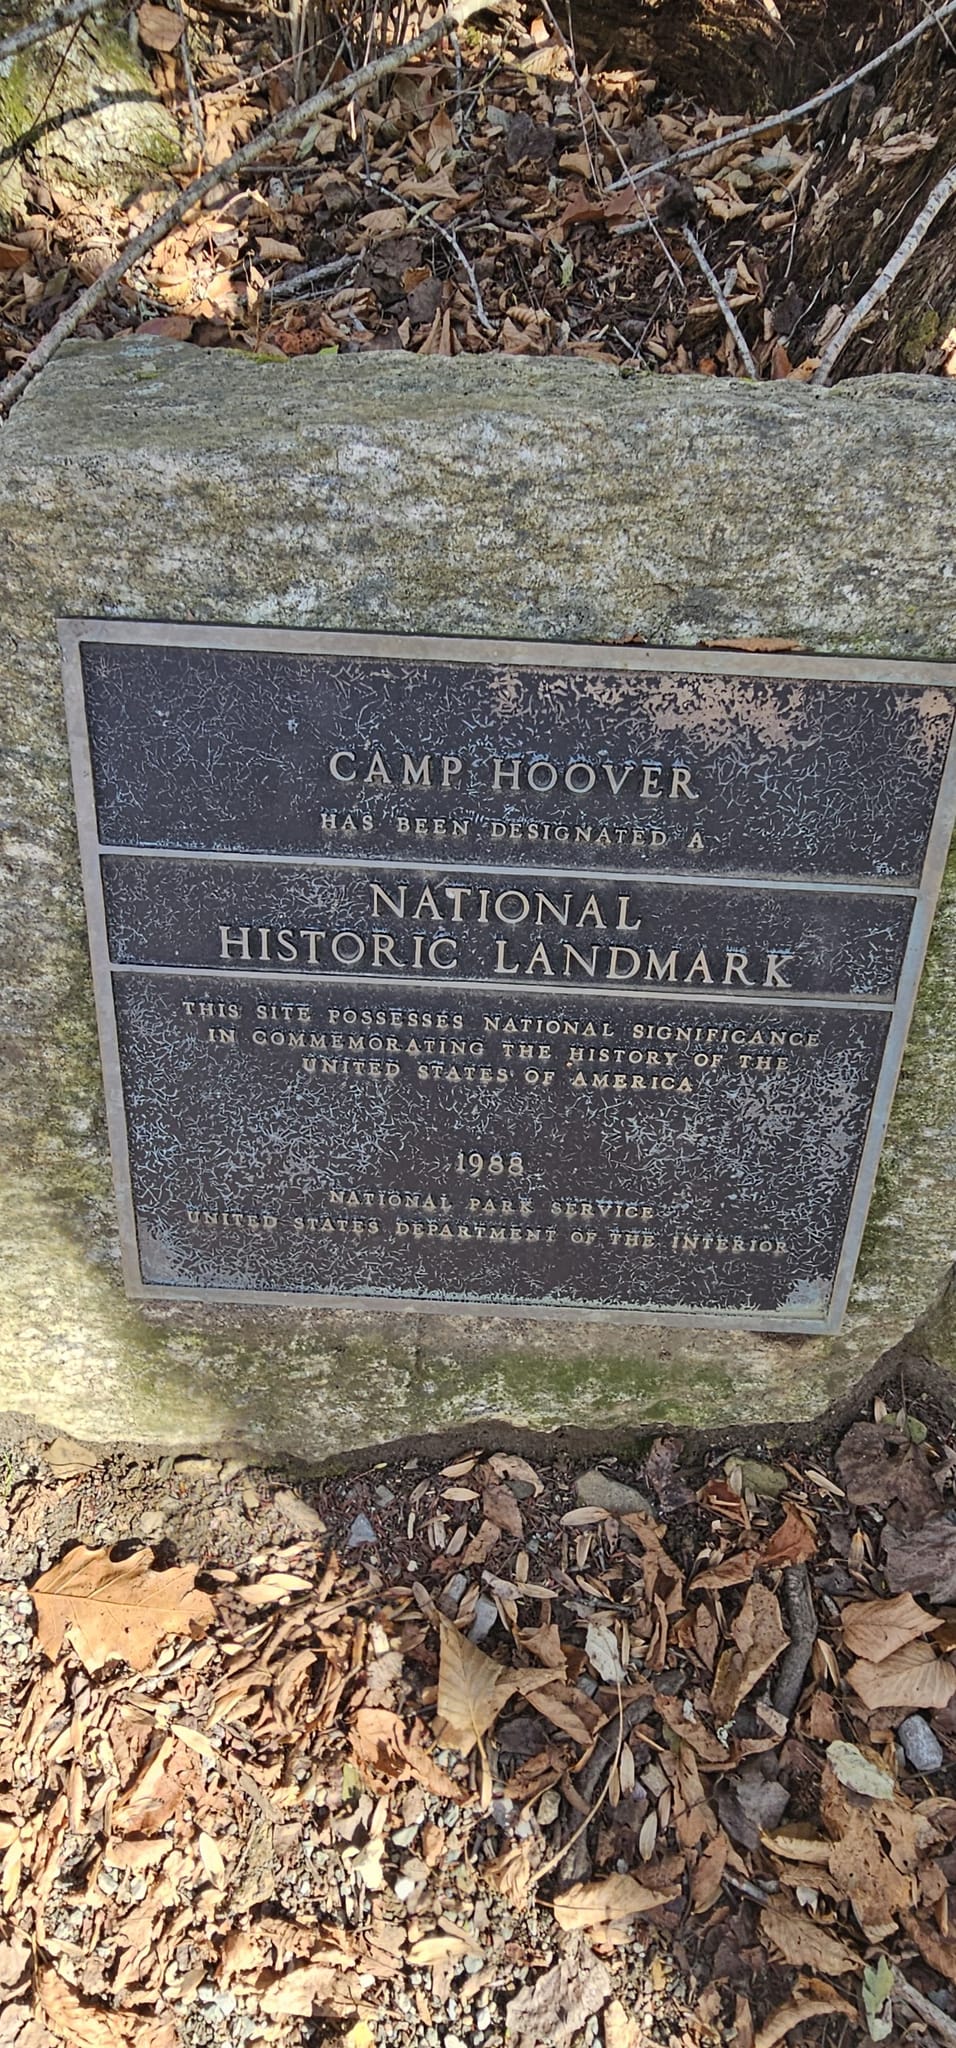 CAMP HOOVER
HAS BEEN DESIGNATED A
NATIONAL
HISTORIC LANDMARK
THIS SITE POSSESSES NATIONAL SIGNIFICANCE
IN COMMEMORATING THE HISTORY OF THE
UNITED STATES OF AMERICA
1988
NATIONAL PARK SERVICE
UNITED STATES DEPARTMENT OF THE INTERIOR